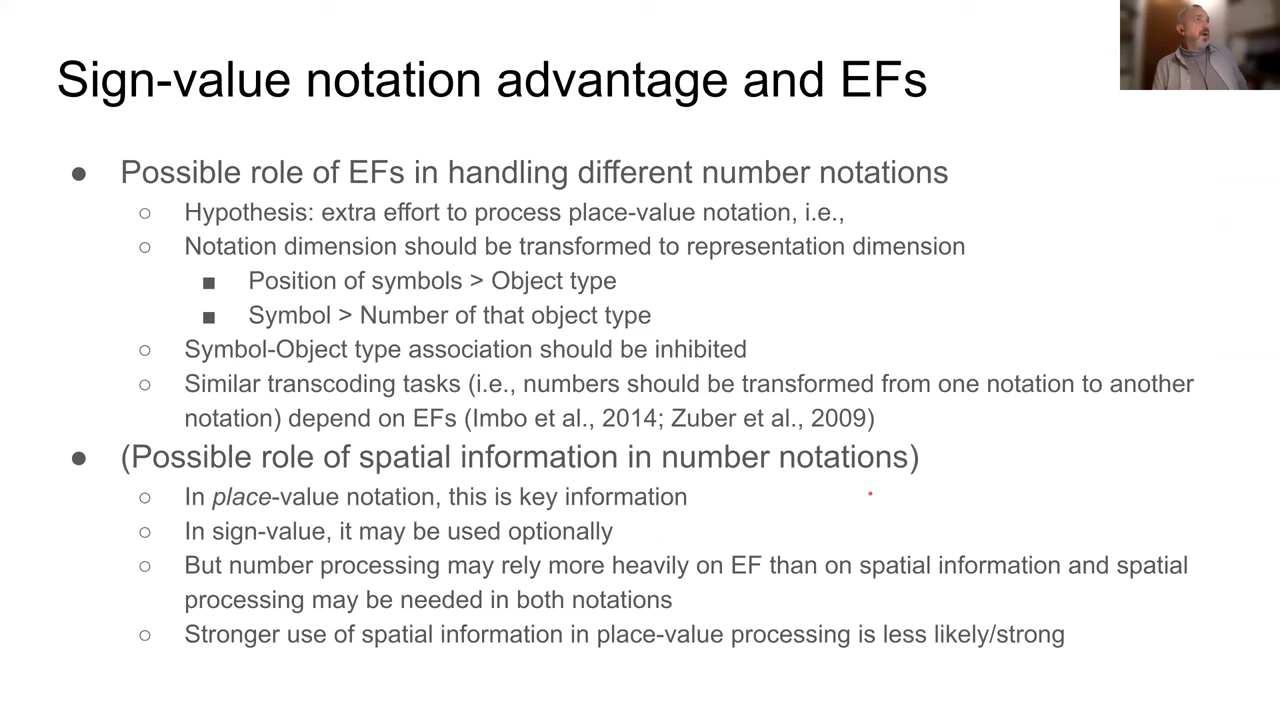 Sign-value notation advantage and EFs
● Possible role of EFs in handling different number notations
○ Hypothesis: extra effort to process place-value notation, i.e.,
○ Notation dimension should be transformed to representation dimension
■ Position of symbols > Object type
■ Symbol > Number of that object type
○ Symbol-Object type association should be inhibited
○ Similar transcoding tasks (i.e., numbers should be transformed from one notation to another
notation) depend on EFs (Imbo et al., 2014; Zuber et al., 2009)
● (Possible role of spatial information in number notations)
○ In place-value notation, this is key information
○ In sign-value, it may be used optionally
○ But number processing may rely more heavily on EF than on spatial information and spatial
processing may be needed in both notations
○ Stronger use of spatial information in place-value processing is less likely/strong